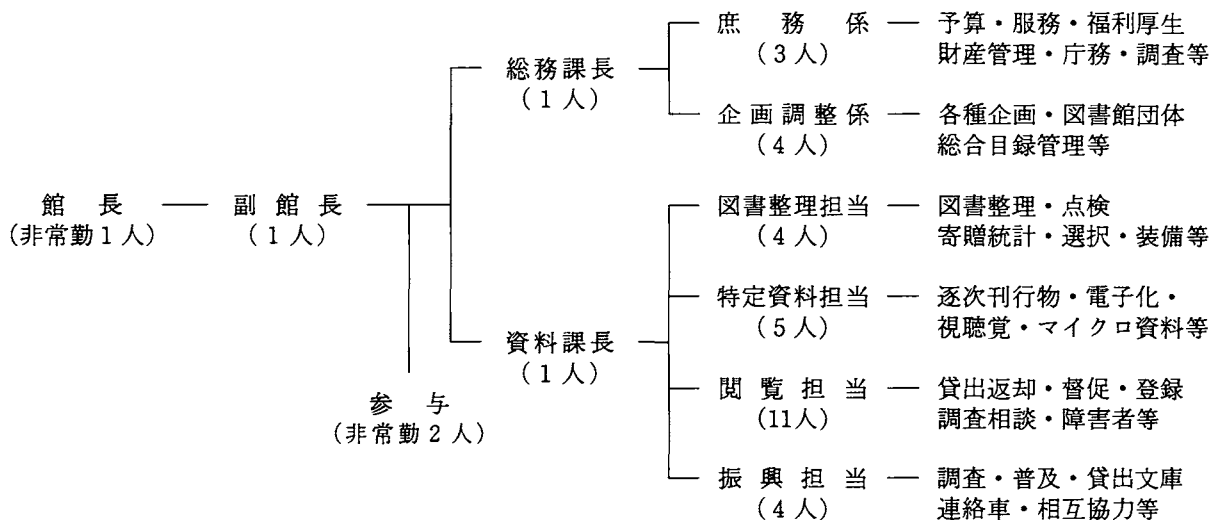 館長
(非常勤1人)
副館長
(1人)
参与
(非常勤2人)
総務課長
(1人)
庶務係
(3人)
予算・服務・福利厚生
財産管理・庁務・調査等
企画調整係
(4人)
各種企画・図書館団体
総合目録管理等
資料課長
(1人)
図書整理担当
(4人)
図書整理・点検
寄贈統計・選択・装備等
特定資料担当
(5人)
逐次刊行物・電子化・
視聴覚・マイクロ資料等
閲覧担当
(11人)
貸出返却・督促・登録
調査相談・障害者等
振興担当
(4人)
調査・普及・貸出文庫
連絡車・相互協力等